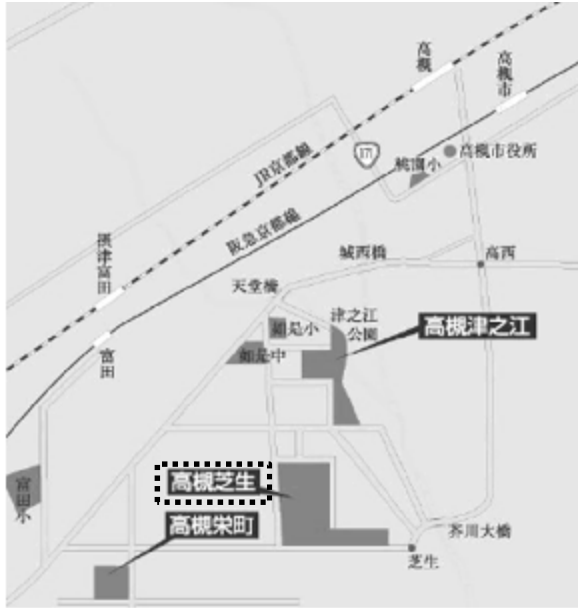 高槻
高槻市
171
桃園小
高槻市役所
JR京都線
阪急京都線
摂津富田
富田
城西橋
高西
天堂橋
津之江
公園
如是小
如是中
高槻津之江
高槻芝生
富田小
高槻栄町
芥川大橋
芝生